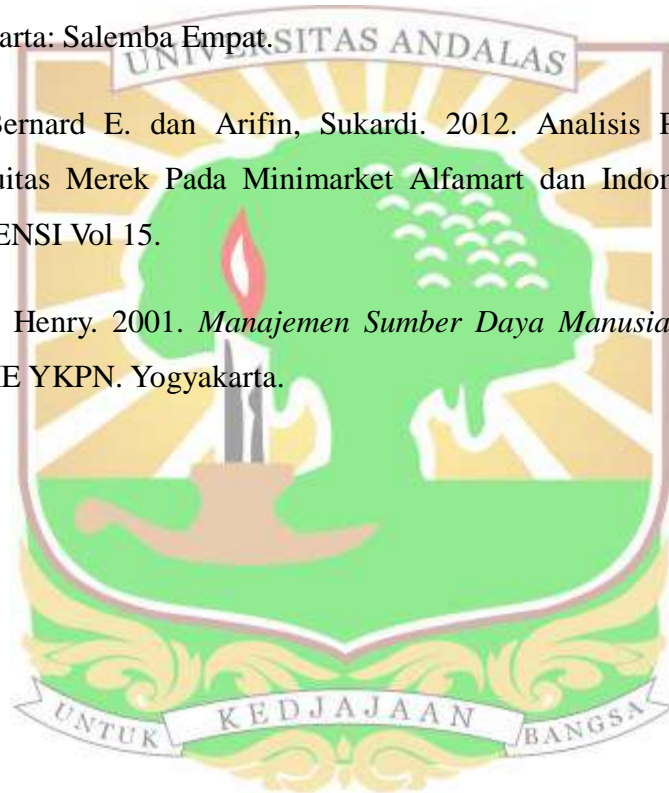 arta: Salemba Empat.
UNIVERSITAS ANDALAS
Bernard E. dan Arifin, Sukardi. 2012. Analisis
uitas Merek Pada Minimarket Alfamart dan
ENSI Vol 15.
Henry. 2001. Manajemen Sumber Daya Manusia
E YKPN. Yogyakarta.
UNTUK KEDJAJAAN BANGSA